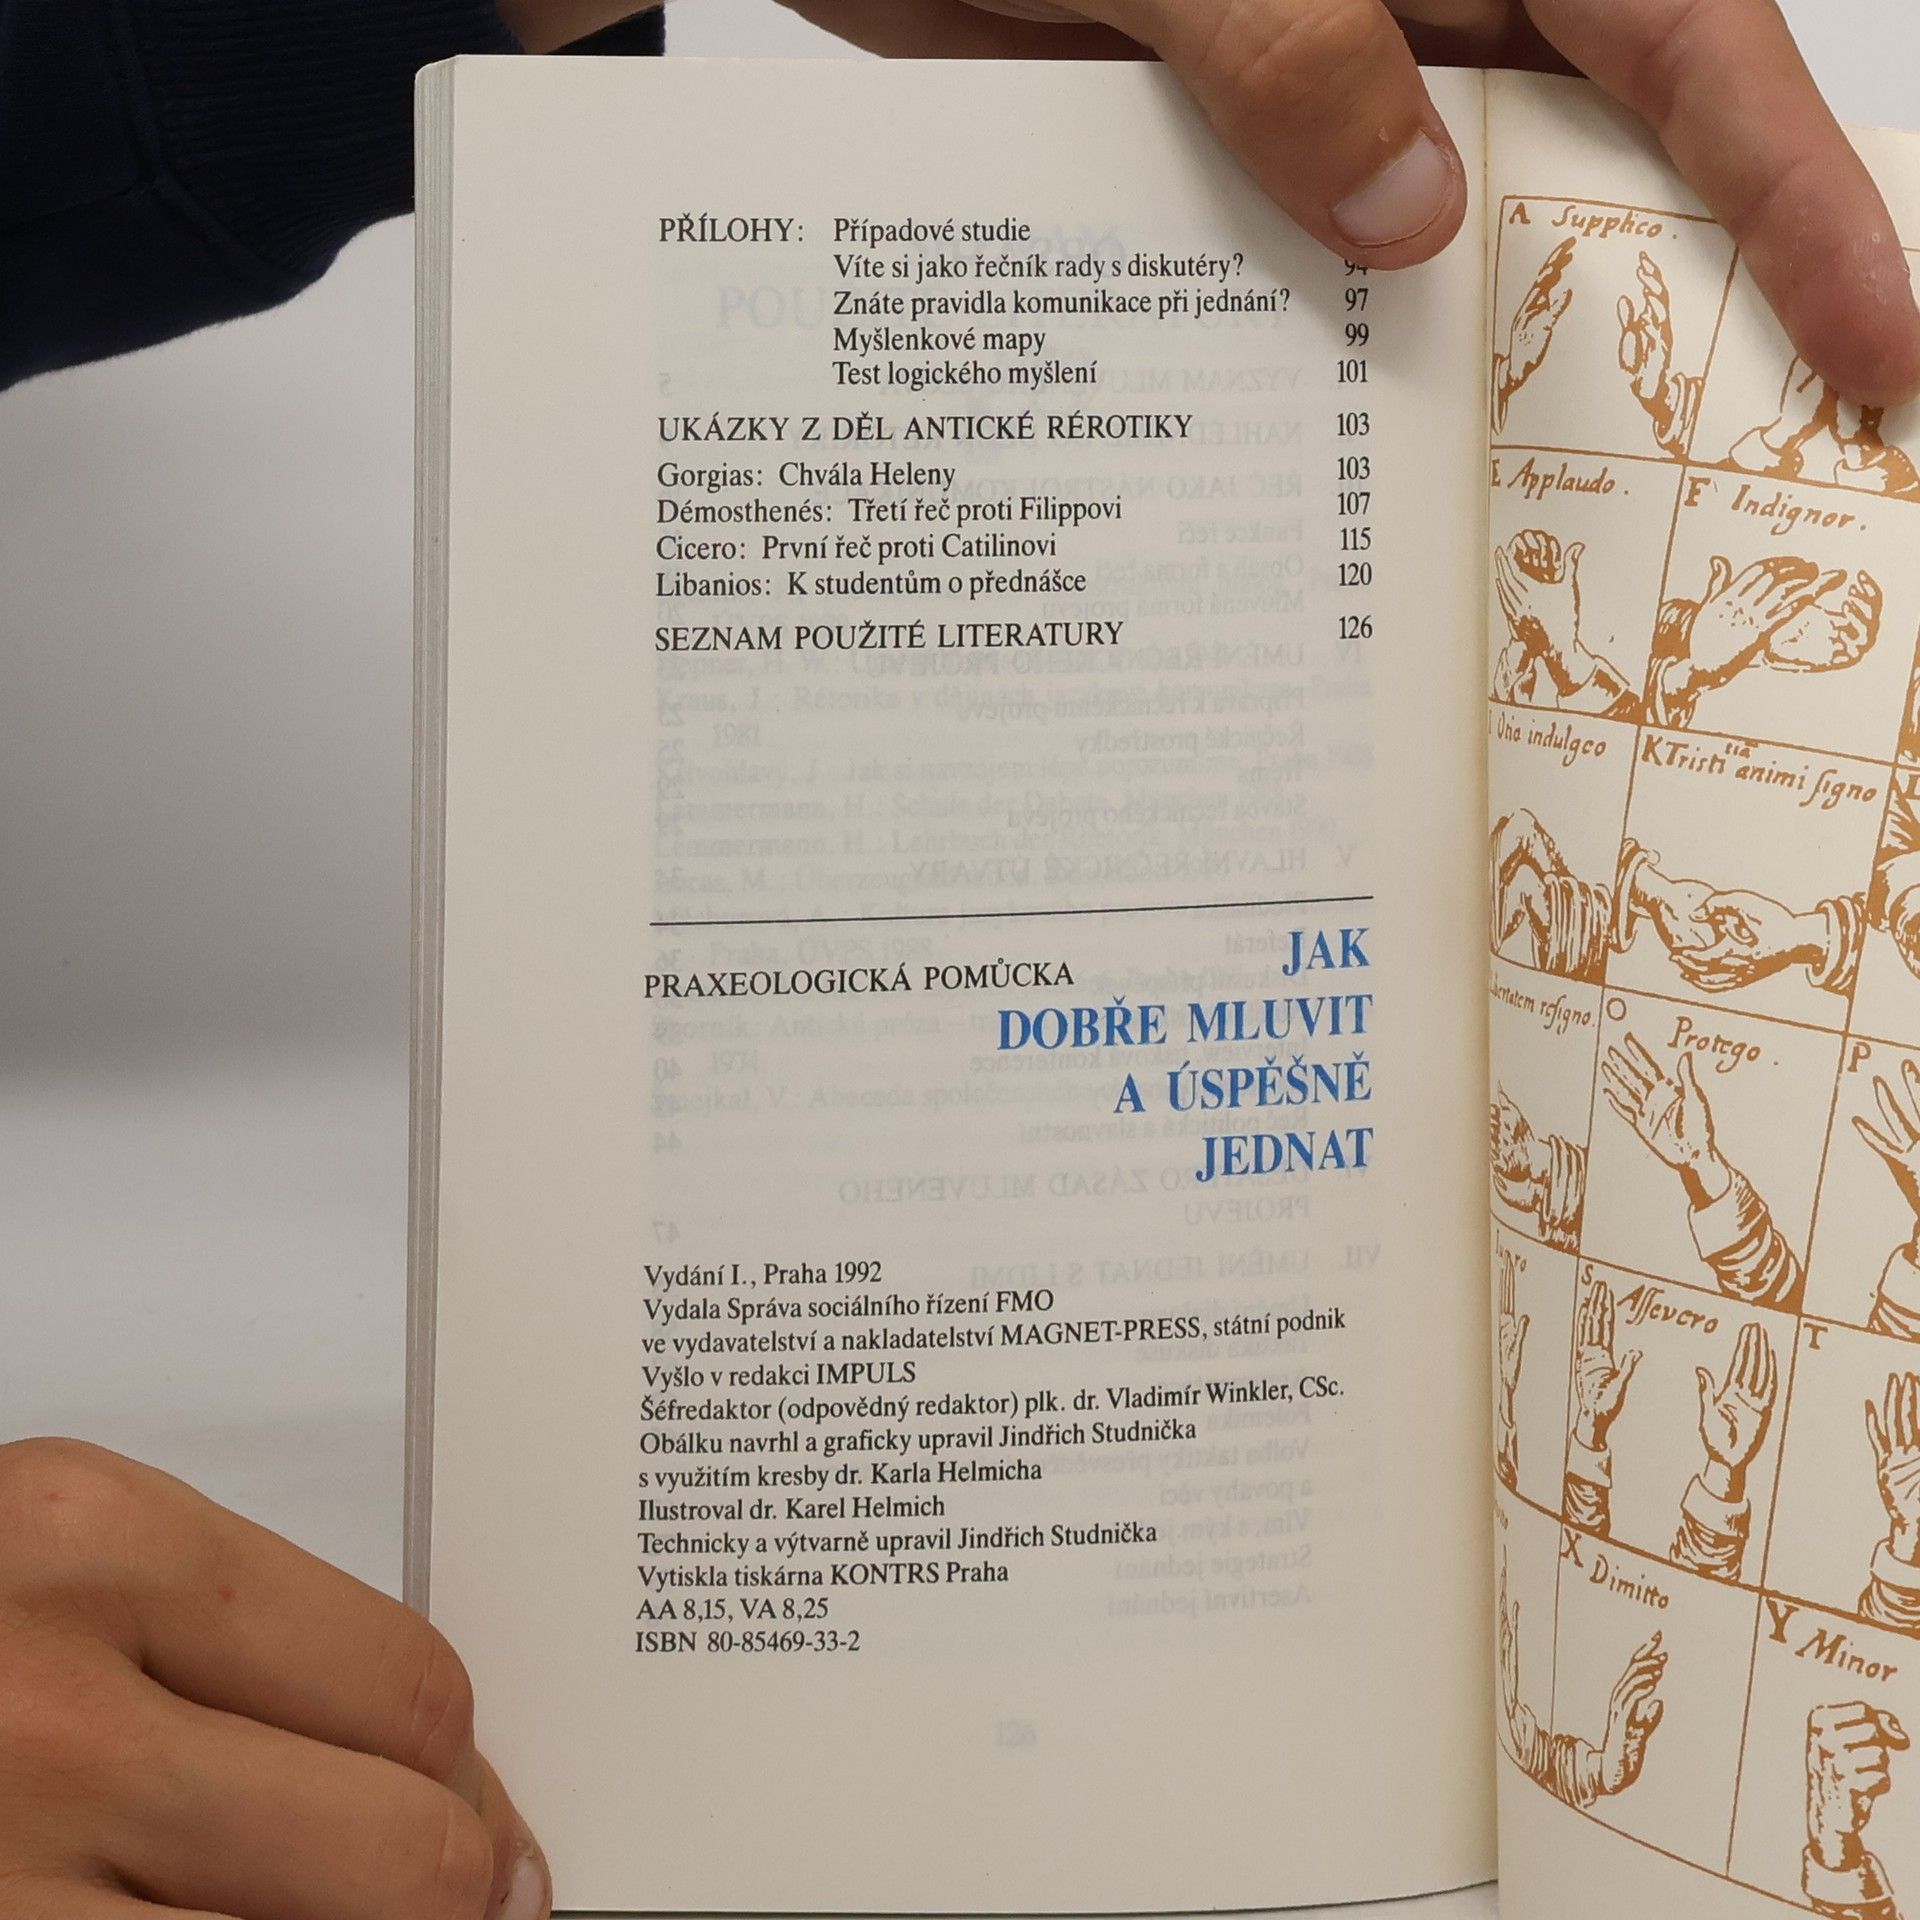 PŘÍLOHY: Případové studie
Víte si jako řečník rady s diskutéry? 94
Znáte pravidla komunikace při jednání? 97
Myšlenkové mapy 99
Test logického myšlení 101
UKÁZKY Z DĚL ANTICKÉ RÉROTIKY 103
Gorgias: Chvála Heleny 103
Démosthenés: Třetí řeč proti Filippovi 107
Cicero: První řeč proti Catilinovi 115
Libanios: K studentům o přednášce 120
SEZNAM POUŽITÉ LITERATURY 126
PRAXEOLOGICKÁ POMŮCKA
JAK
DOBŘE MLUVIT
A ÚSPĚŠNĚ
JEDNAT
Vydání I., Praha 1992
Vydala Správa sociálního řízení FMO
ve vydavatelství a nakladatelství MAGNET-PRESS, státní podnik
Vyšlo v redakci IMPULS
Šéfredaktor (odpovědný redaktor) plk. dr. Vladimír Winkler, CSc.
Obálku navrhl a graficky upravil Jindřich Studnička
s využitím kresby dr. Karla Helmicha
Ilustroval dr. Karel Helmich
Technicky a výtvarně upravil Jindřich Studnička
Vytiskla tiskárna KONTRS Praha
AA 8,15, VA 8,25
ISBN 80-85469-33-2
A Supplico.
E Applaudo.
F Indignor.
Uno indulgeo
K Tristitiã animi signo
O Protego.
P
S Assevero
T
X Dimitto
Y Minor